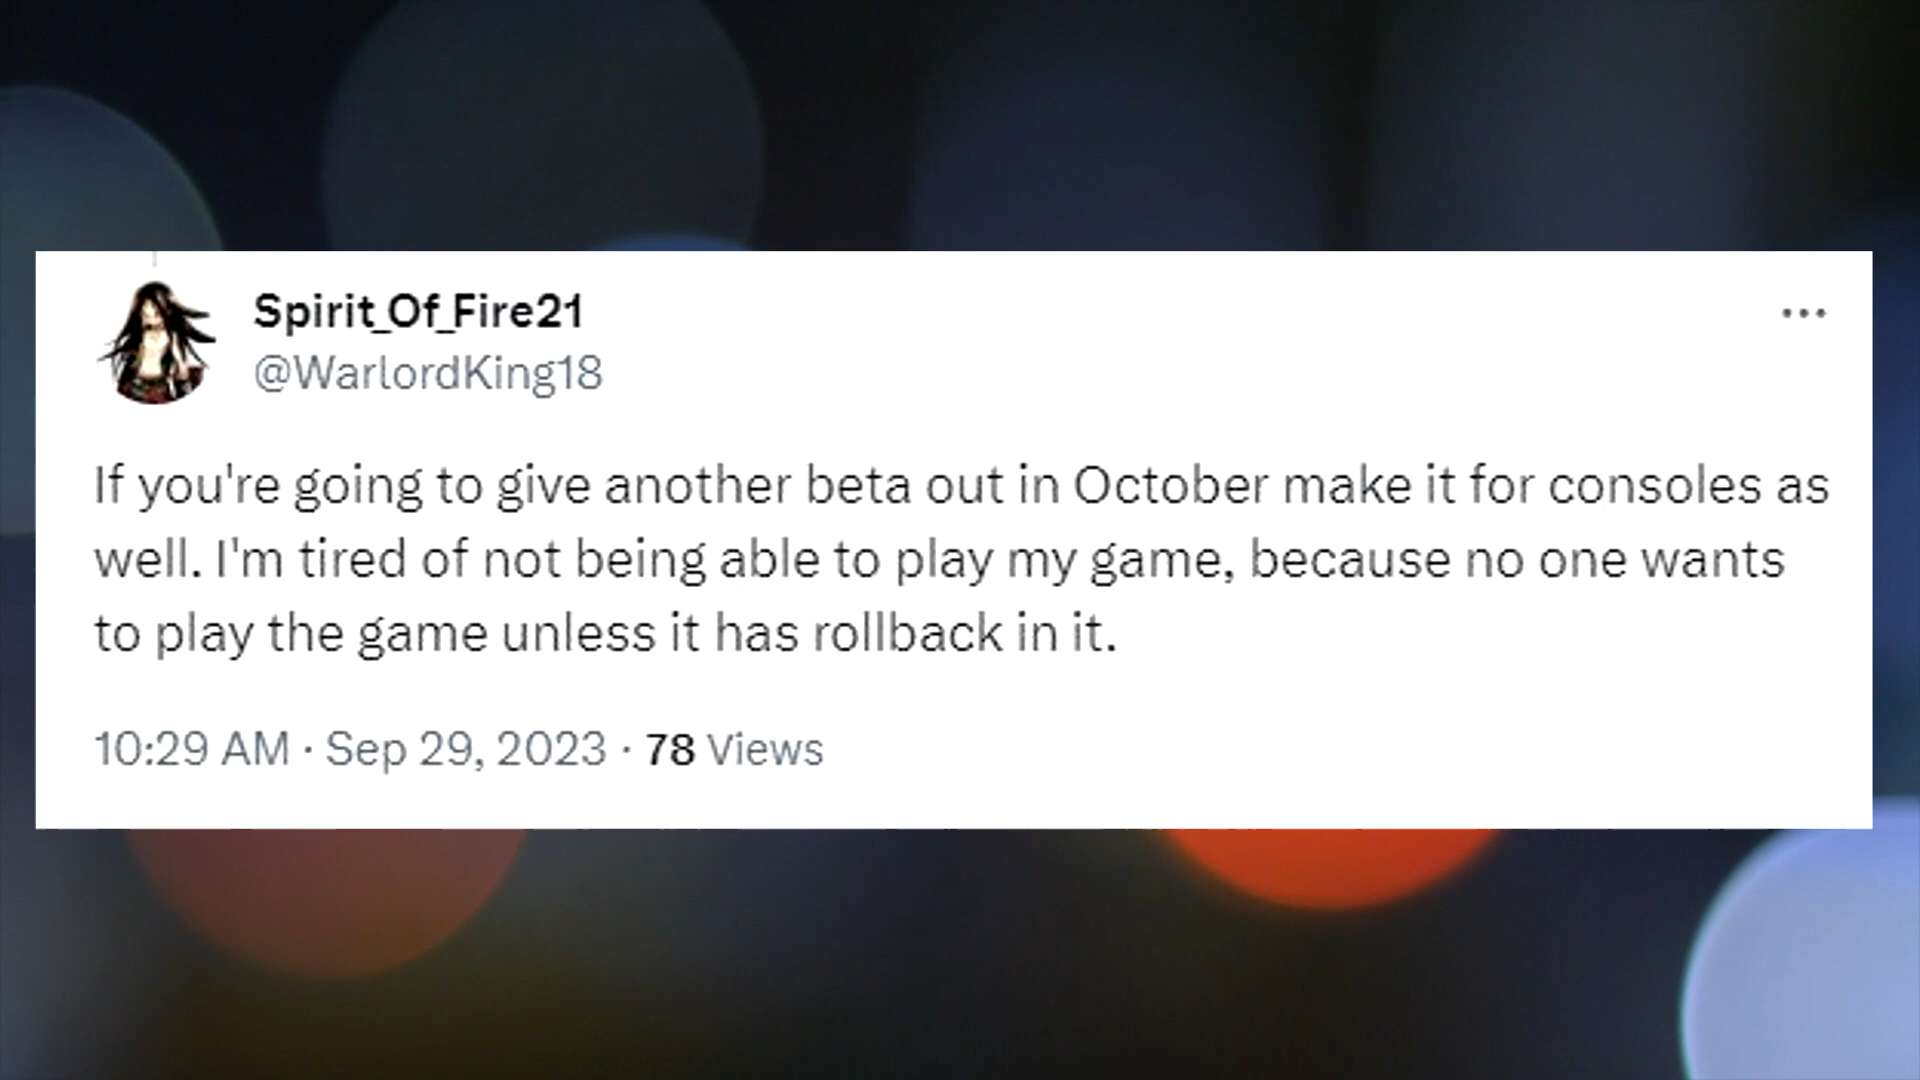 Spirit_Of_Fire21
@WarlordKing18
If you're going to give another beta out in October make it for consoles as
well. I'm tired of not being able to play my game, because no one wants
to play the game unless it has rollback in it.
10:29 AM · Sep 29, 2023 · 78 Views